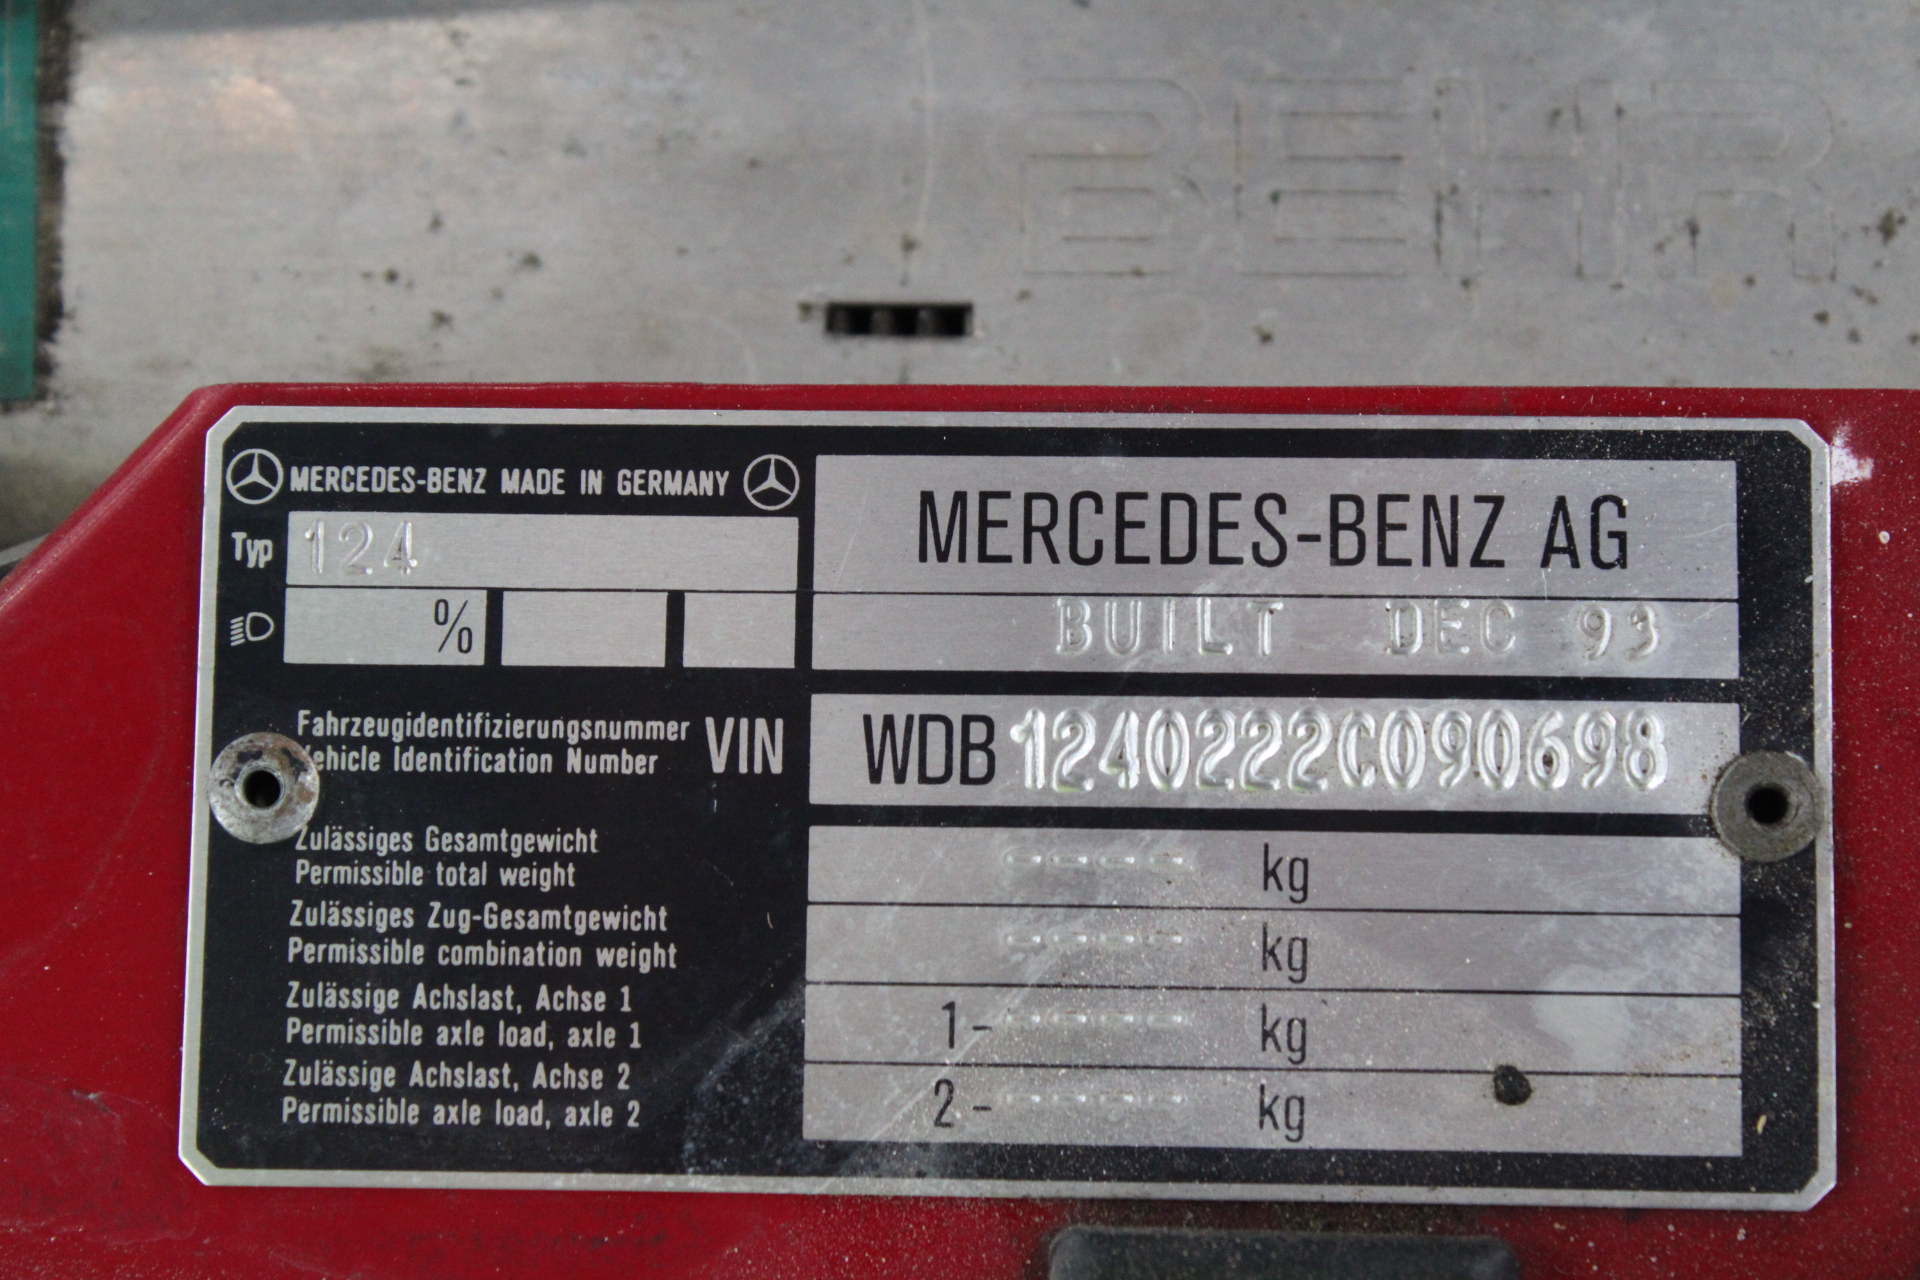 BEHR
MERCEDES-BENZ MADE IN GERMANY
Typ 124
%
MERCEDES-BENZ AG
BUILT DEC 93
Fahrzeugidentifizierungsnummer
Vehicle Identification Number
VIN
WDB 1240222C090698
Zulässiges Gesamtgewicht
Permissible total weight
---- kg
Zulässiges Zug-Gesamtgewicht
Permissible combination weight
---- kg
Zulässige Achslast, Achse 1
Permissible axle load, axle 1
1- ---- kg
Zulässige Achslast, Achse 2
Permissible axle load, axle 2
2- ---- kg